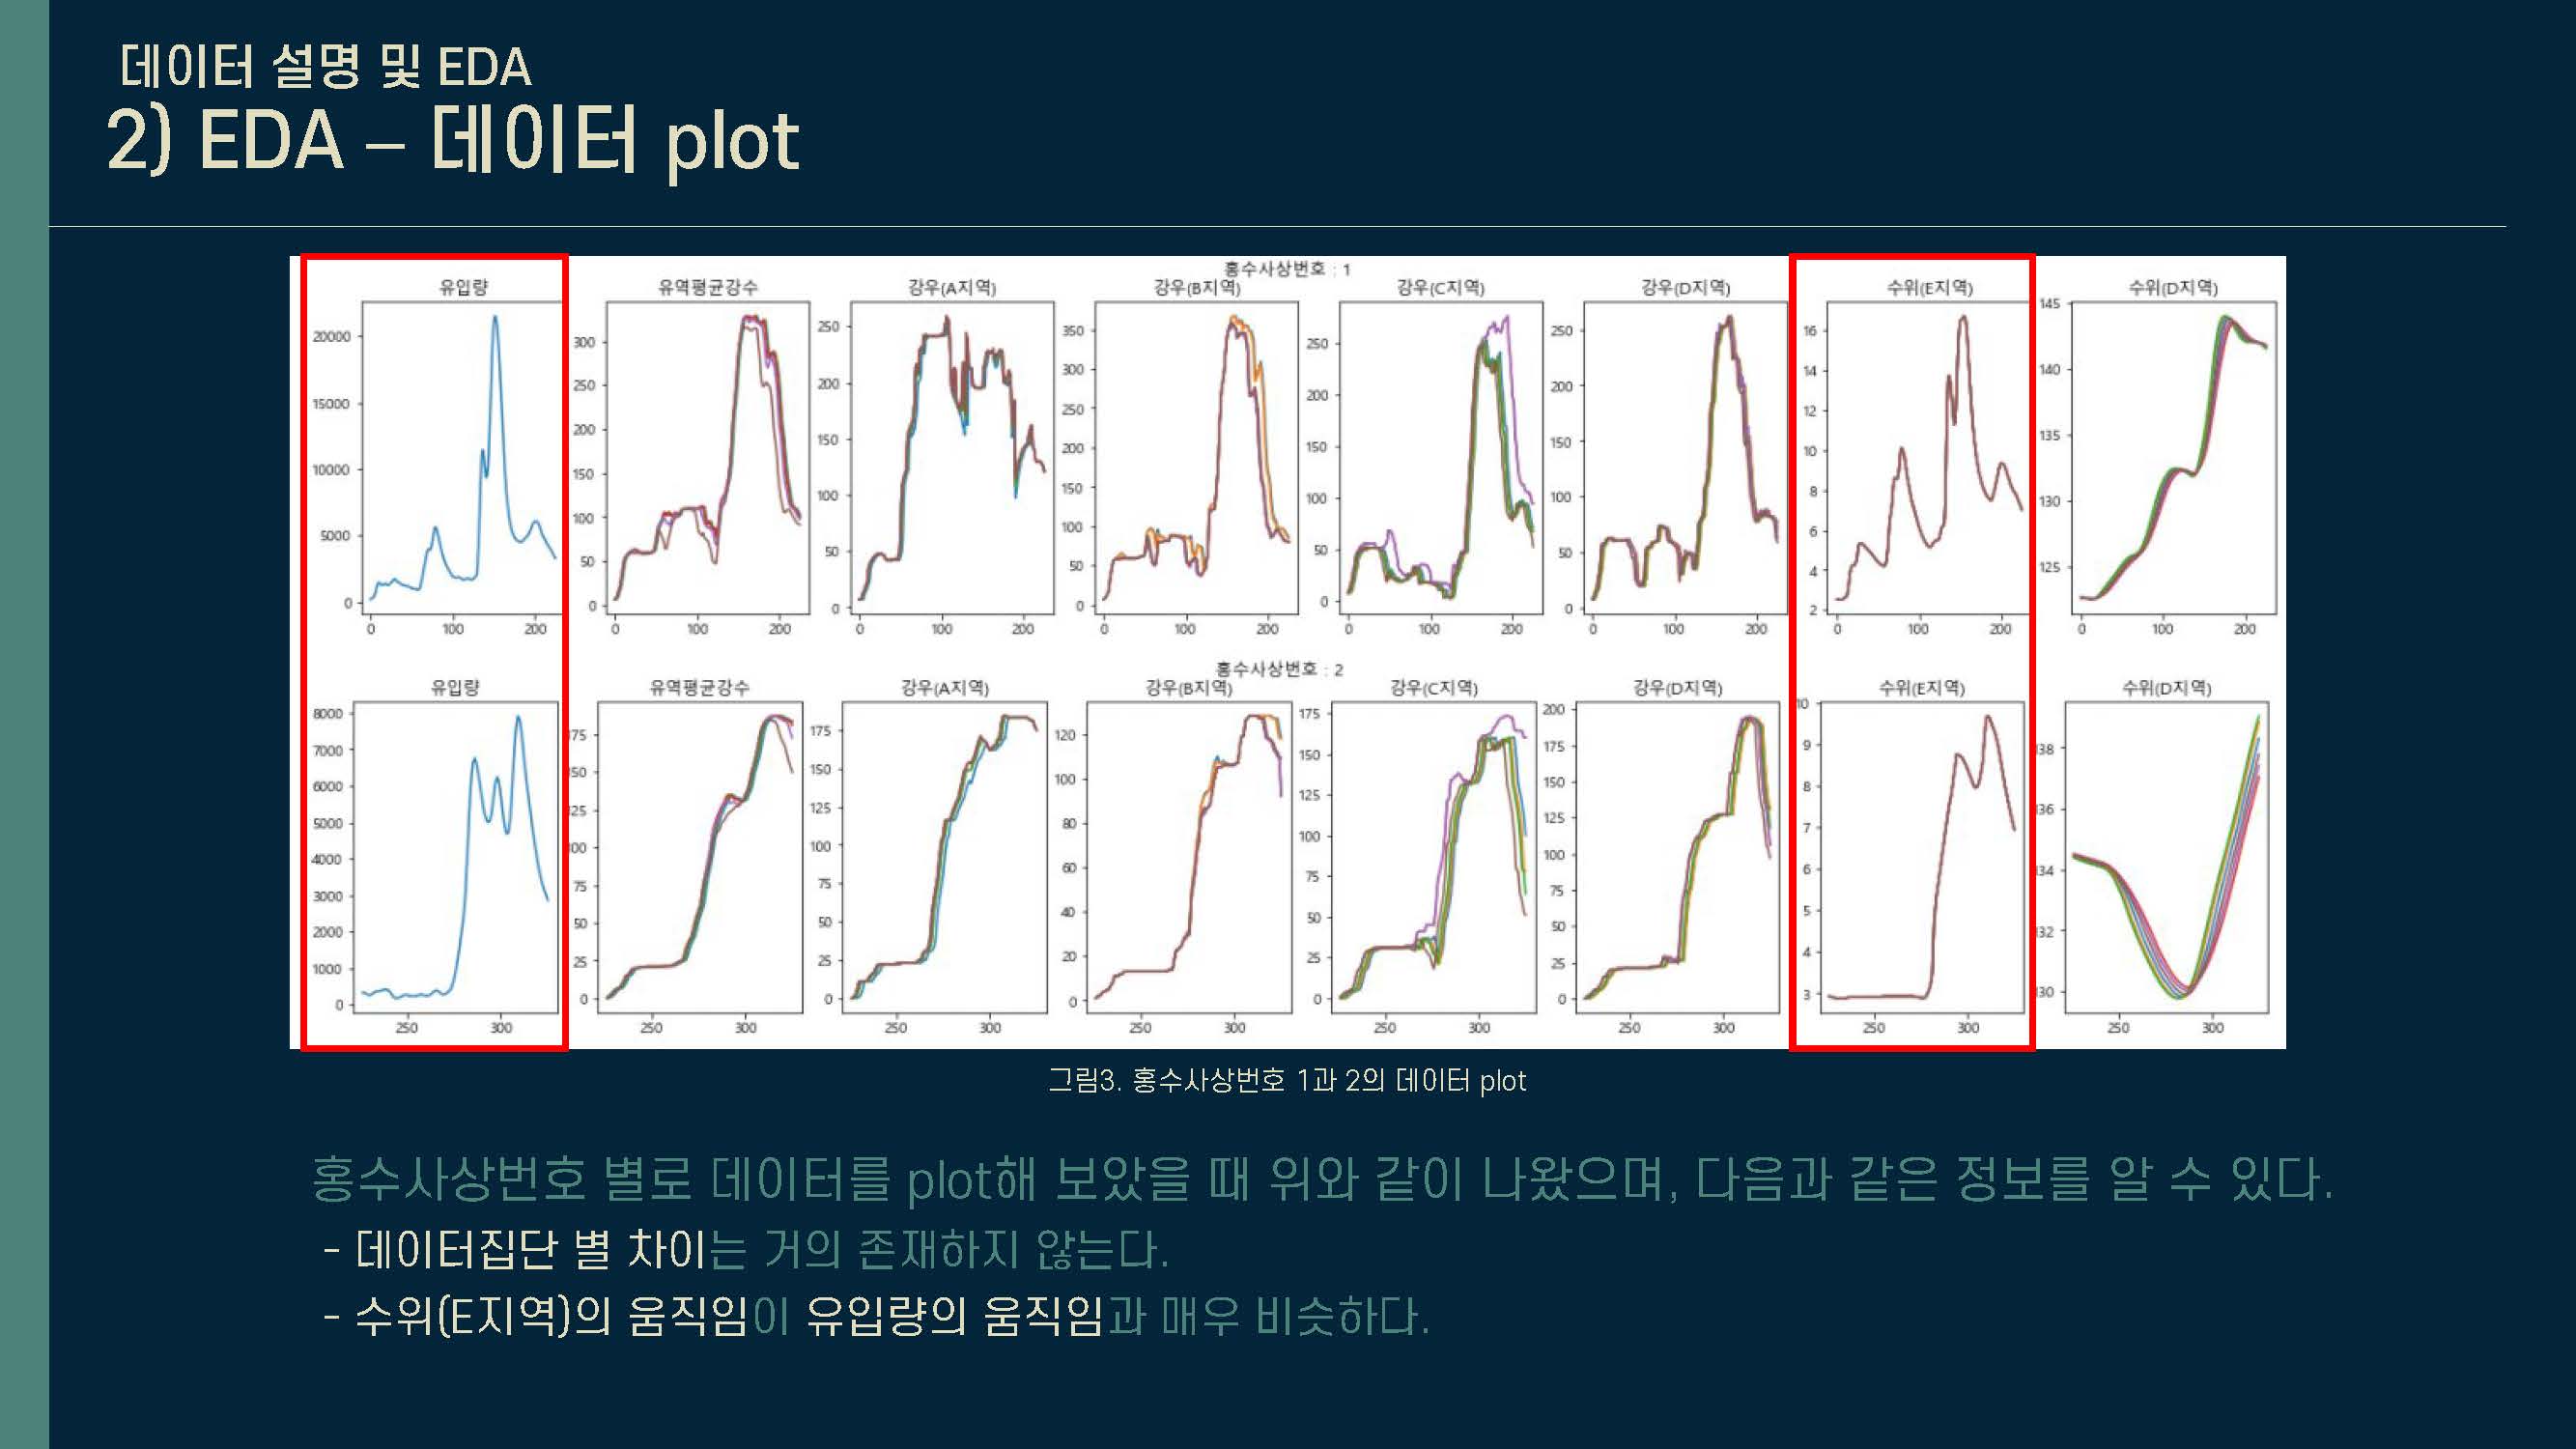 데이터 설명 및 EDA
2) EDA – 데이터 plot
홍수사상번호 : 1
유입량 유역평균강수 강우(A지역) 강우(B지역) 강우(C지역) 강우(D지역) 수위(E지역) 수위(D지역)
20000 15000 10000 5000 0
300 250 200 150 100 50 0
250 200 150 100 50 0
350 300 250 200 150 100 50 0
250 200 150 100 50 0
250 200 150 100 50 0
16 14 12 10 8 6 4 2
145 140 135 130 125
0 100 200 0 100 200 0 100 200 0 100 200 0 100 200 0 100 200 0 100 200 0 100 200
홍수사상번호 : 2
유입량 유역평균강수 강우(A지역) 강우(B지역) 강우(C지역) 강우(D지역) 수위(E지역) 수위(D지역)
8000 7000 6000 5000 4000 3000 2000 1000 0
75 50 25 00 75 50 25 0
175 150 125 100 75 50 25 0
120 100 80 60 40 20 0
175 150 125 100 75 50 25 0
200 175 150 125 100 75 50 25 0
10 9 8 7 6 5 4 3
38 36 34 32 30
250 300 250 300 250 300 250 300 250 300 250 300 250 300 250 300
그림3. 홍수사상번호 1과 2의 데이터 plot
홍수사상번호 별로 데이터를 plot해 보았을 때 위와 같이 나왔으며, 다음과 같은 정보를 알 수 있다.
- 데이터집단 별 차이는 거의 존재하지 않는다.
- 수위(E지역)의 움직임이 유입량의 움직임과 매우 비슷하다.